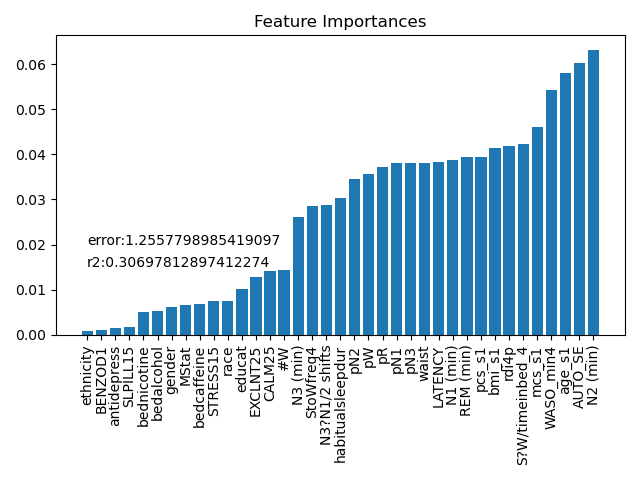 Feature Importances
0.06
0.05
0.04
0.03
0.02
0.01
0.00
error:1.2557798985419097
r2:0.30697812897412274
ethnicity
BENZOD1
antidepress
SLPILL15
bednicotine
bedalcohol
gender
MStat
bedcaffeine
STRESS15
race
educat
EXCLNT25
CALM25
#W
N3 (min)
StoWfreq4
N3?N1/2 shifts
habitualsleepdur
pN2
pW
pR
pN1
pN3
waist
LATENCY
N1 (min)
REM (min)
pcs_s1
bmi_s1
rdi4p
S?W/timeinbed_4
mcs_s1
WASO_min4
age_s1
AUTO_SE
N2 (min)